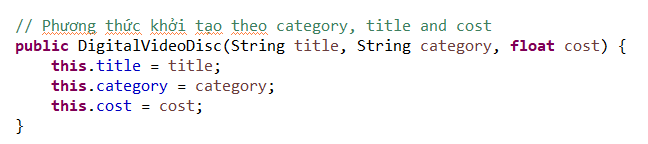 // Phương thức khởi tạo theo category, title and cost
public DigitalVideoDisc(String title, String category, float cost) {
    this.title = title;
    this.category = category;
    this.cost = cost;
}